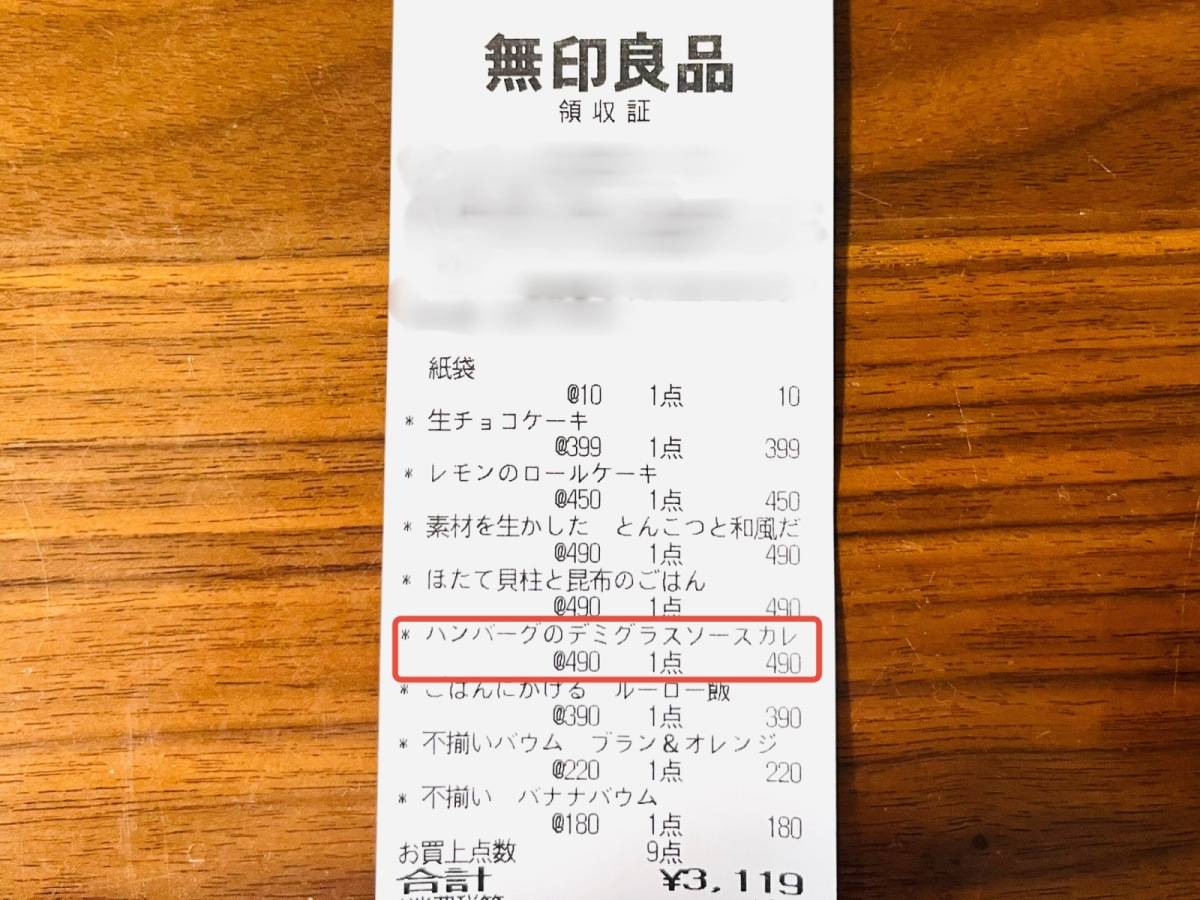 無印良品
領収証
紙袋
@10 1点 10
* 生チョコケーキ
@399 1点 399
* レモンのロールケーキ
@450 1点 450
* 素材を生かした とんこつと和風だ
@490 1点 490
* ほたて貝柱と昆布のごはん
@490 1点 490
* ハンバーグのデミグラスソースカレ
@490 1点 490
* ごはんにかける ルーロー飯
@390 1点 390
* 不揃いバウム ブラン&オレンジ
@220 1点 220
* 不揃い バナナバウム
@180 1点 180
お買上点数 9点
合計 ¥3,119